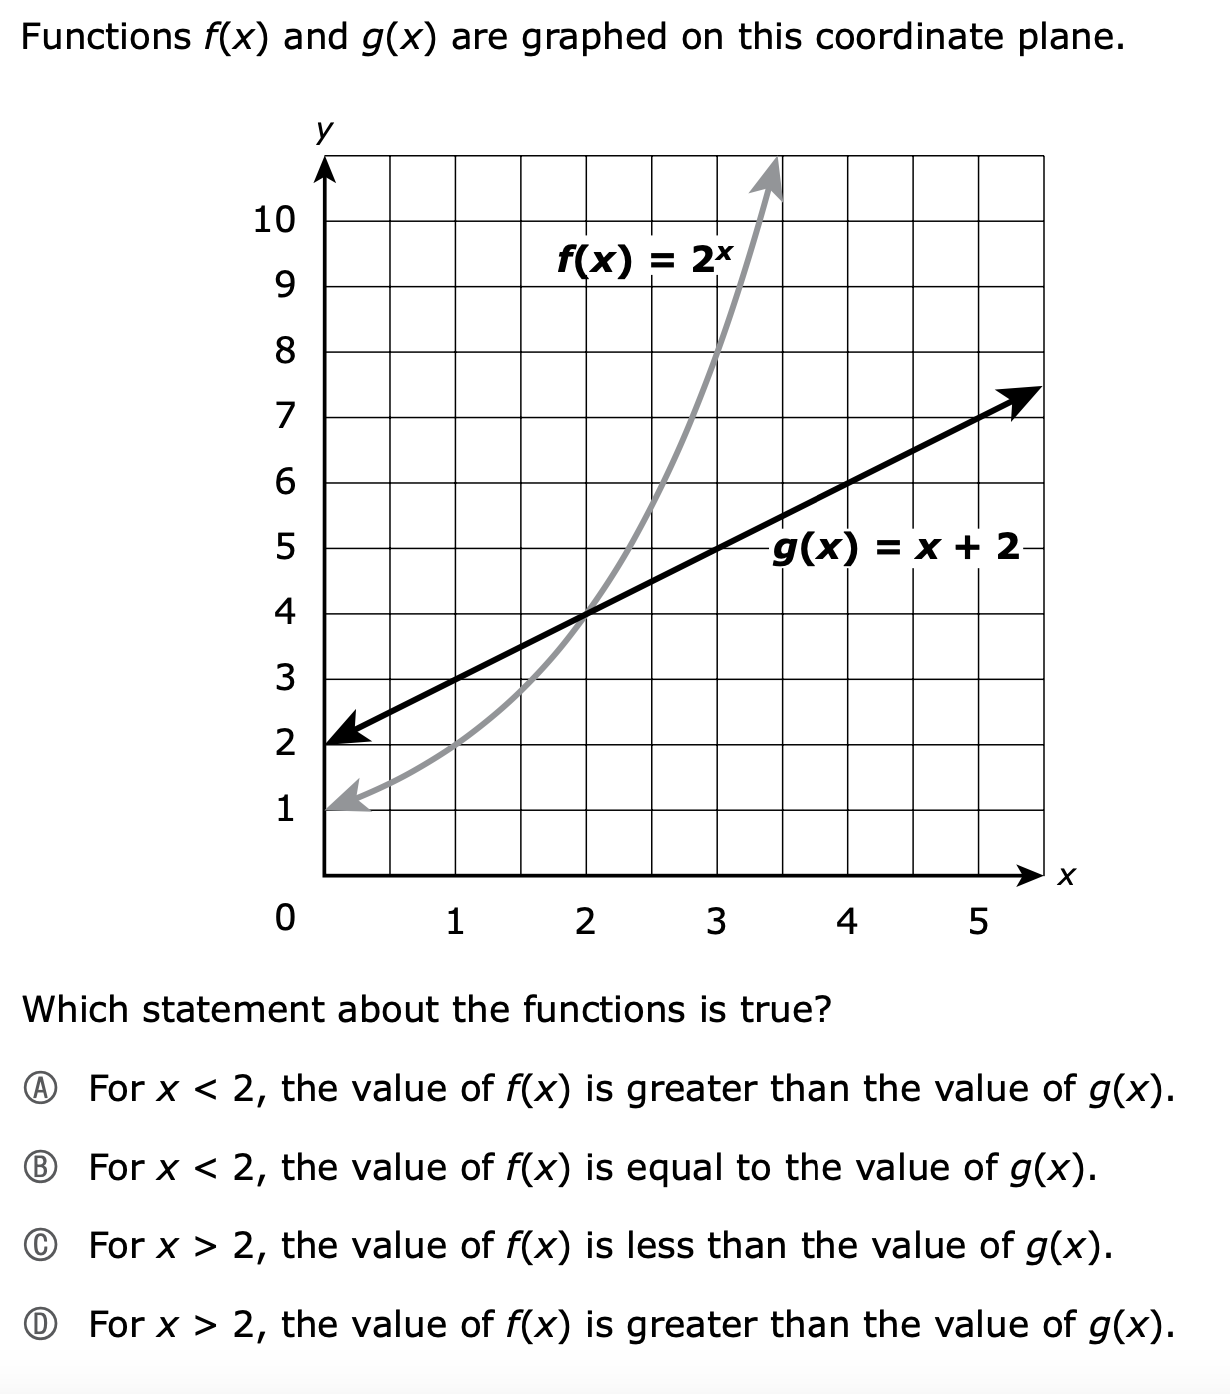 Functions f(x) and g(x) are graphed on this coordinate plane.
y
10
f(x) = 2ˣ
9
8
7
6
5
g(x) = x + 2
4
3
2
1
x
0 1 2 3 4 5
Which statement about the functions is true?
Ⓐ For x < 2, the value of f(x) is greater than the value of g(x).
Ⓑ For x < 2, the value of f(x) is equal to the value of g(x).
Ⓒ For x > 2, the value of f(x) is less than the value of g(x).
Ⓓ For x > 2, the value of f(x) is greater than the value of g(x).